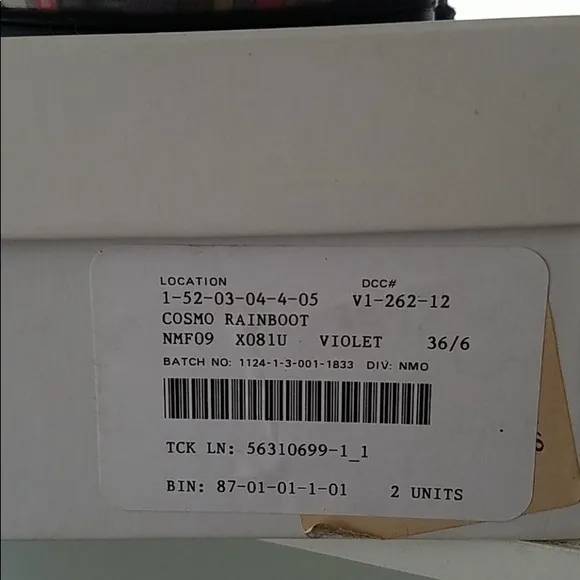 LOCATION DCC#
1-52-03-04-4-05 V1-262-12
COSMO RAINBOOT
NMF09 X081U VIOLET 36/6
BATCH NO: 1124-1-3-001-1833 DIV: NMO
TCK LN: 56310699-1_1
BIN: 87-01-01-1-01 2 UNITS